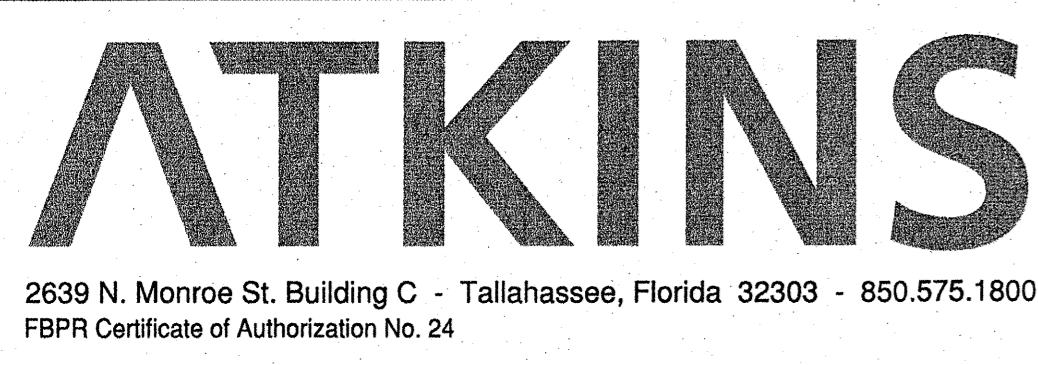 ATKINS
2639 N. Monroe St. Building C - Tallahassee, Florida 32303 - 850.575.1800
FBPR Certificate of Authorization No. 24